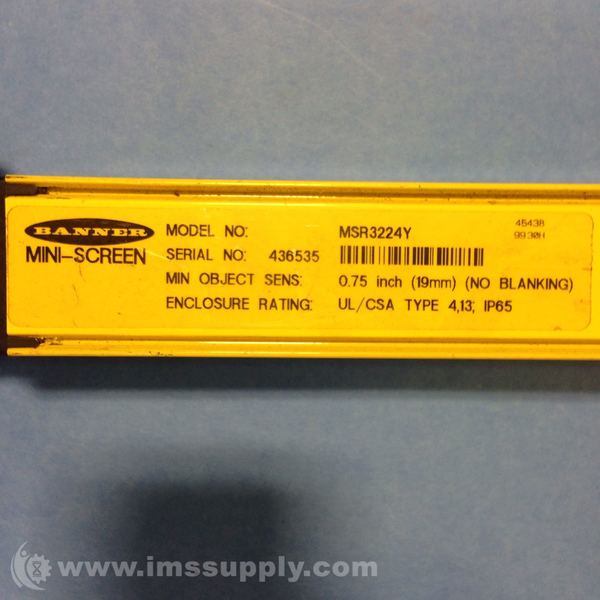 BANNER
MINI-SCREEN
MODEL NO: MSR3224Y
SERIAL NO: 436535
MIN OBJECT SENS: 0.75 inch (19mm) (NO BLANKING)
ENCLOSURE RATING: UL/CSA TYPE 4,13; IP65
45438
9930H
www.imssupply.com